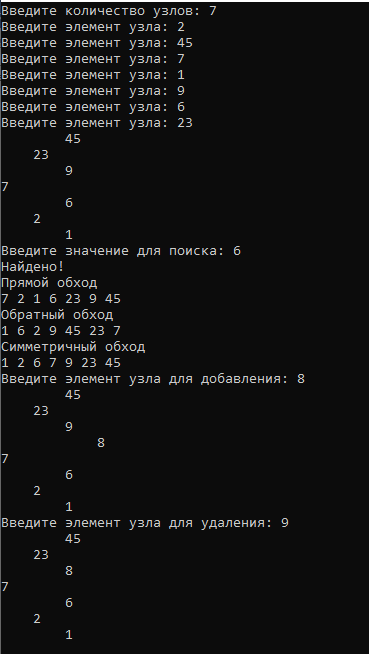 Введите количество узлов: 7
Введите элемент узла: 2
Введите элемент узла: 45
Введите элемент узла: 7
Введите элемент узла: 1
Введите элемент узла: 9
Введите элемент узла: 6
Введите элемент узла: 23
        45
    23
        9
7
        6
    2
        1
Введите значение для поиска: 6
Найдено!
Прямой обход
7 2 1 6 23 9 45
Обратный обход
1 6 2 9 45 23 7
Симметричный обход
1 2 6 7 9 23 45
Введите элемент узла для добавления: 8
        45
    23
        9
            8
7
        6
    2
        1
Введите элемент узла для удаления: 9
        45
    23
        8
7
        6
    2
        1